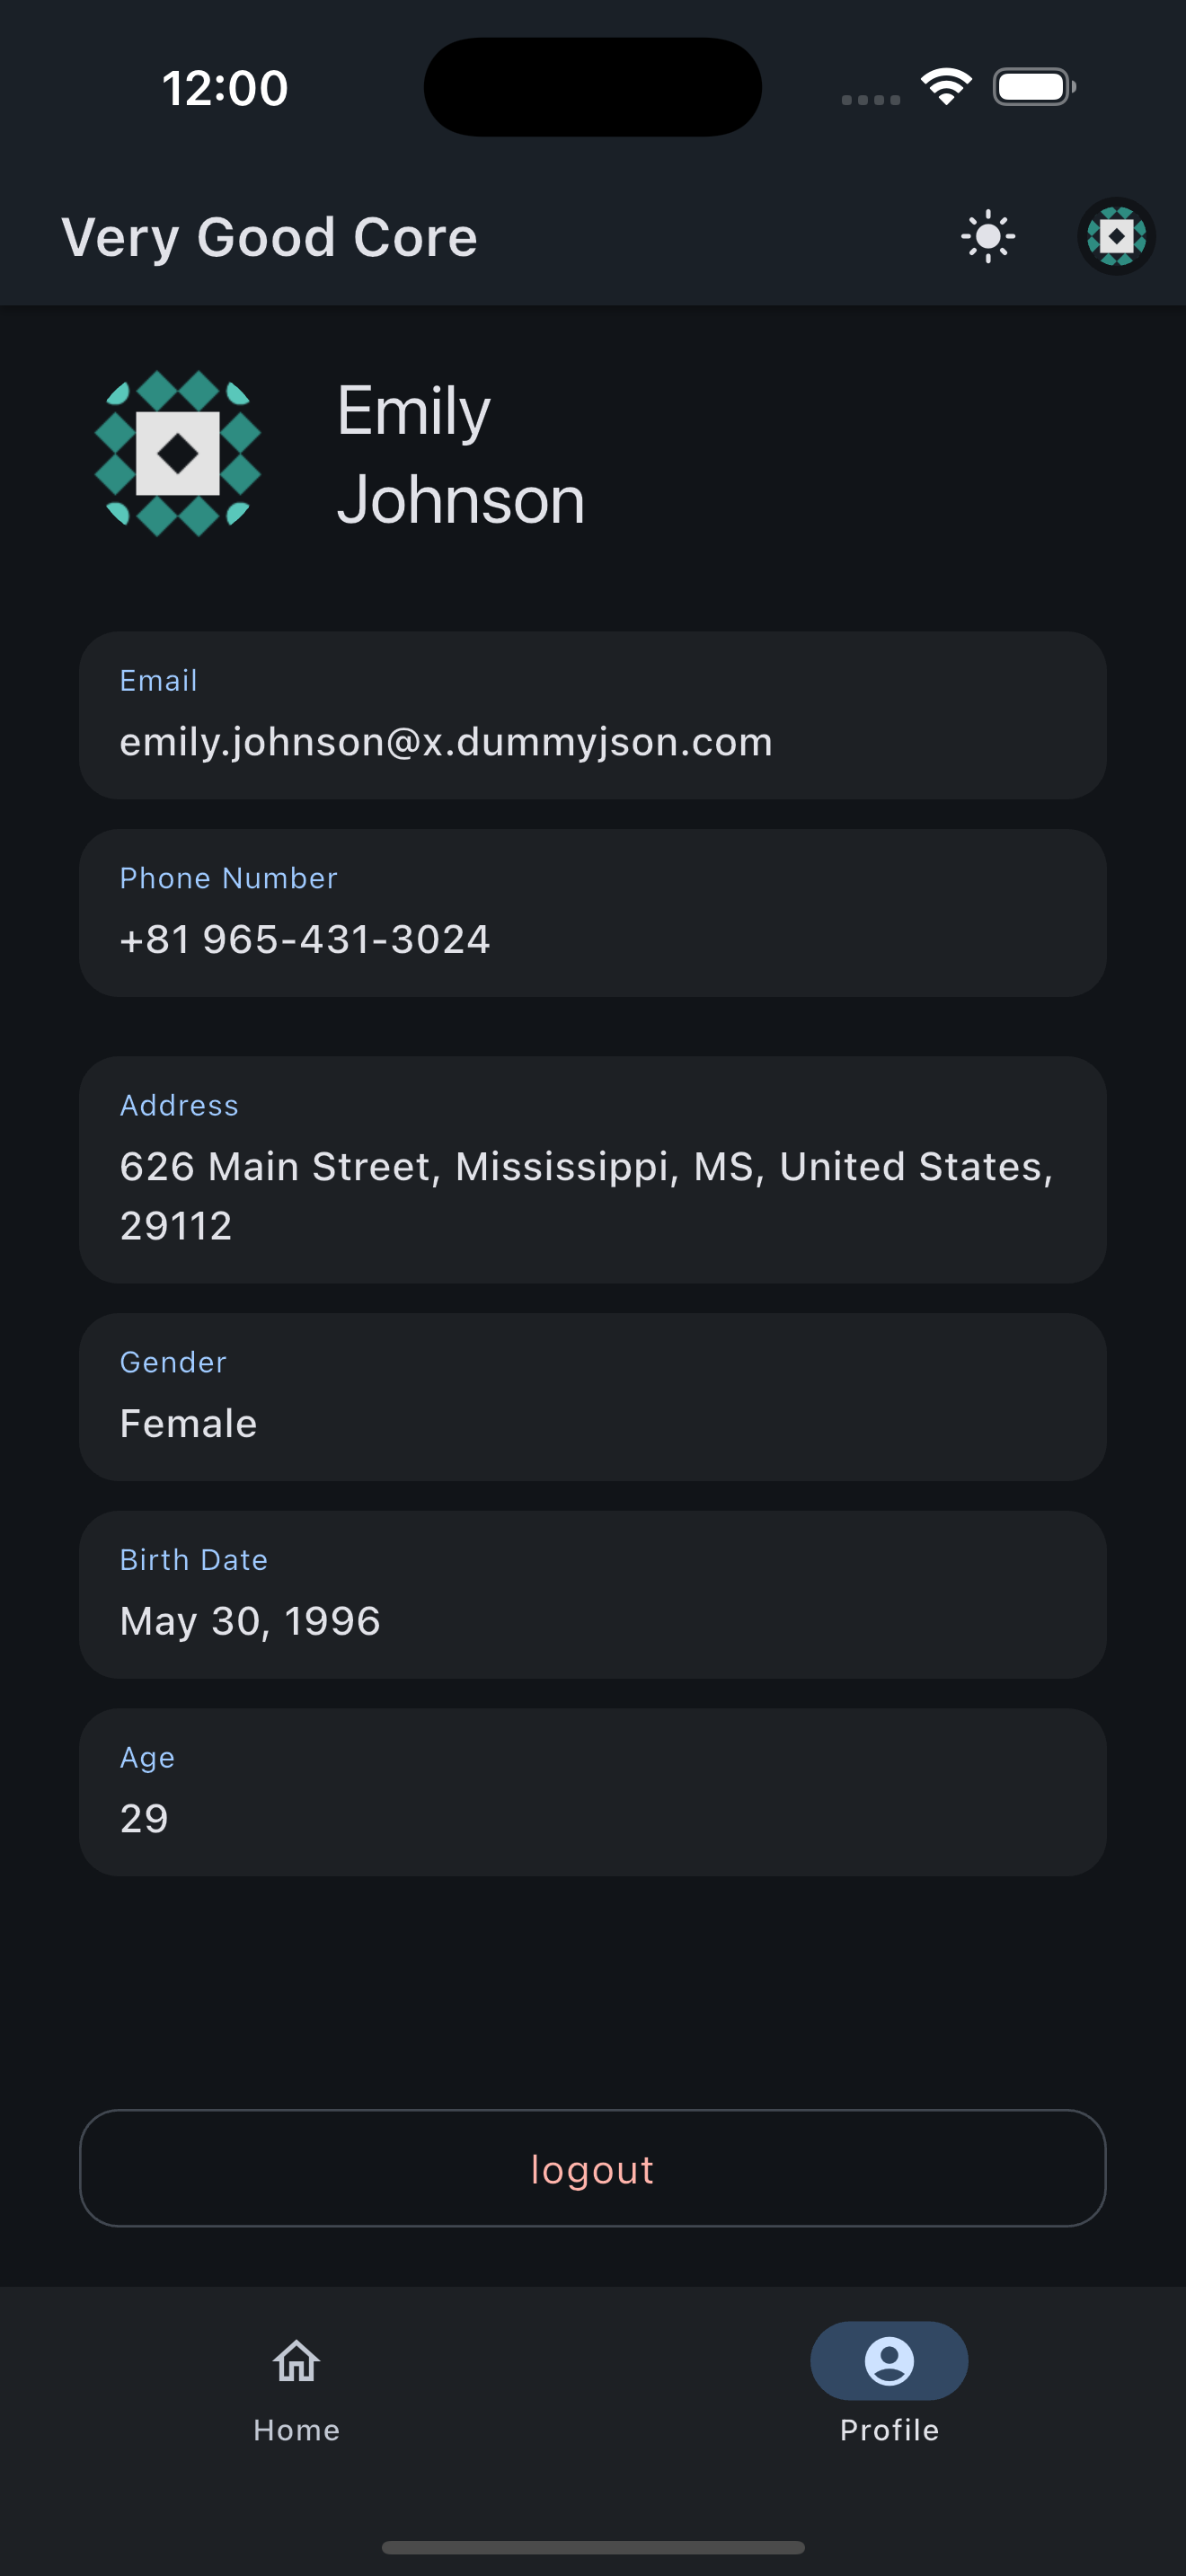 12:00
Very Good Core
Emily
Johnson
Email
emily.johnson@x.dummyjson.com
Phone Number
+81 965-431-3024
Address
626 Main Street, Mississippi, MS, United States,
29112
Gender
Female
Birth Date
May 30, 1996
Age
29
logout
Home
Profile